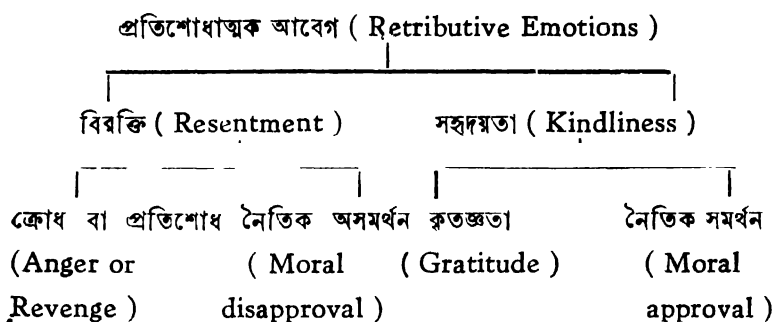 প্রতিশোধাত্মক আবেগ ( Retributive Emotions )
বিরক্তি ( Resentment ) সহৃদয়তা ( Kindliness )
ক্রোধ বা প্রতিশোধ নৈতিক অসমর্থন কৃতজ্ঞতা নৈতিক সমর্থন
(Anger or ( Moral ( Gratitude ) ( Moral
Revenge ) disapproval ) approval )